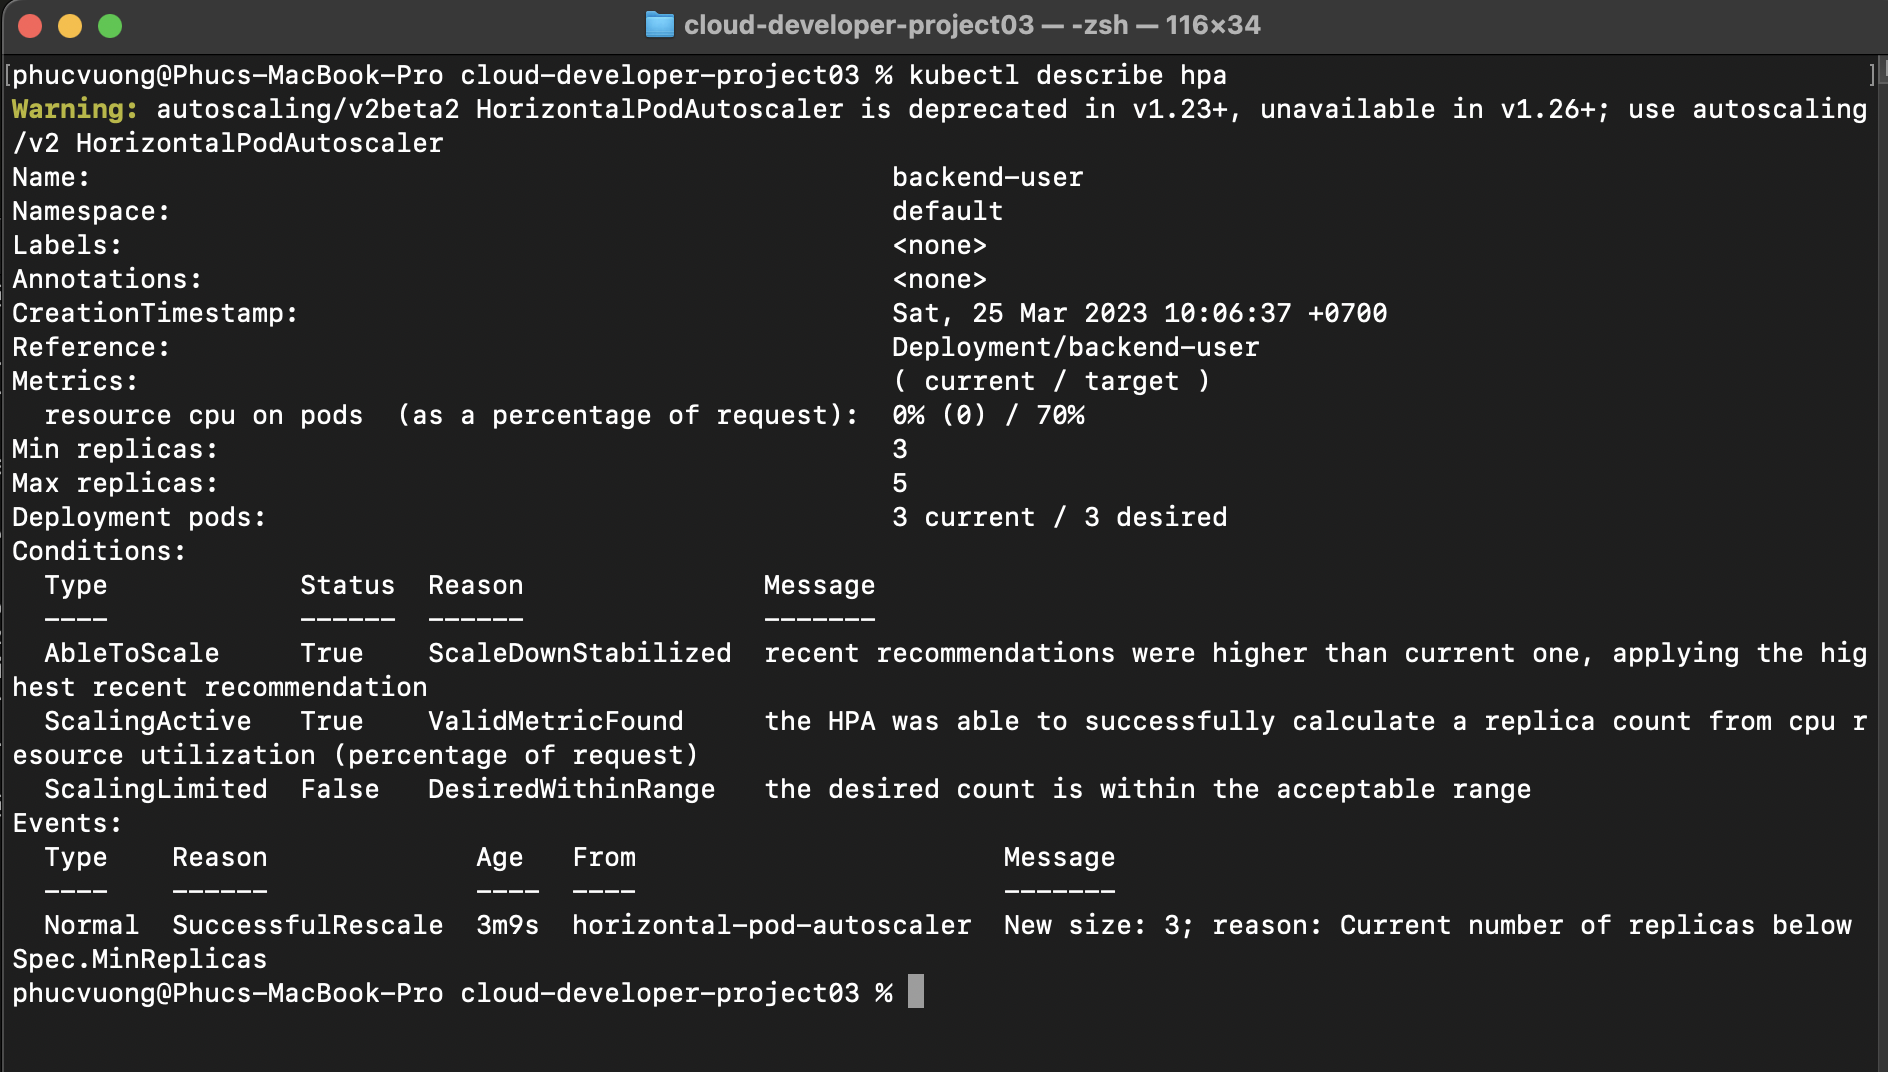 cloud-developer-project03 — -zsh — 116×34
[phucvuong@Phucs-MacBook-Pro cloud-developer-project03 % kubectl describe hpa ]
Warning: autoscaling/v2beta2 HorizontalPodAutoscaler is deprecated in v1.23+, unavailable in v1.26+; use autoscaling
/v2 HorizontalPodAutoscaler
Name: backend-user
Namespace: default
Labels: <none>
Annotations: <none>
CreationTimestamp: Sat, 25 Mar 2023 10:06:37 +0700
Reference: Deployment/backend-user
Metrics: ( current / target )
  resource cpu on pods  (as a percentage of request):  0% (0) / 70%
Min replicas: 3
Max replicas: 5
Deployment pods: 3 current / 3 desired
Conditions:
  Type            Status  Reason               Message
  ----            ------  ------               -------
  AbleToScale     True    ScaleDownStabilized  recent recommendations were higher than current one, applying the hig
hest recent recommendation
  ScalingActive   True    ValidMetricFound     the HPA was able to successfully calculate a replica count from cpu r
esource utilization (percentage of request)
  ScalingLimited  False   DesiredWithinRange   the desired count is within the acceptable range
Events:
  Type    Reason             Age   From                       Message
  ----    ------             ----  ----                       -------
  Normal  SuccessfulRescale  3m9s  horizontal-pod-autoscaler  New size: 3; reason: Current number of replicas below
Spec.MinReplicas
phucvuong@Phucs-MacBook-Pro cloud-developer-project03 %